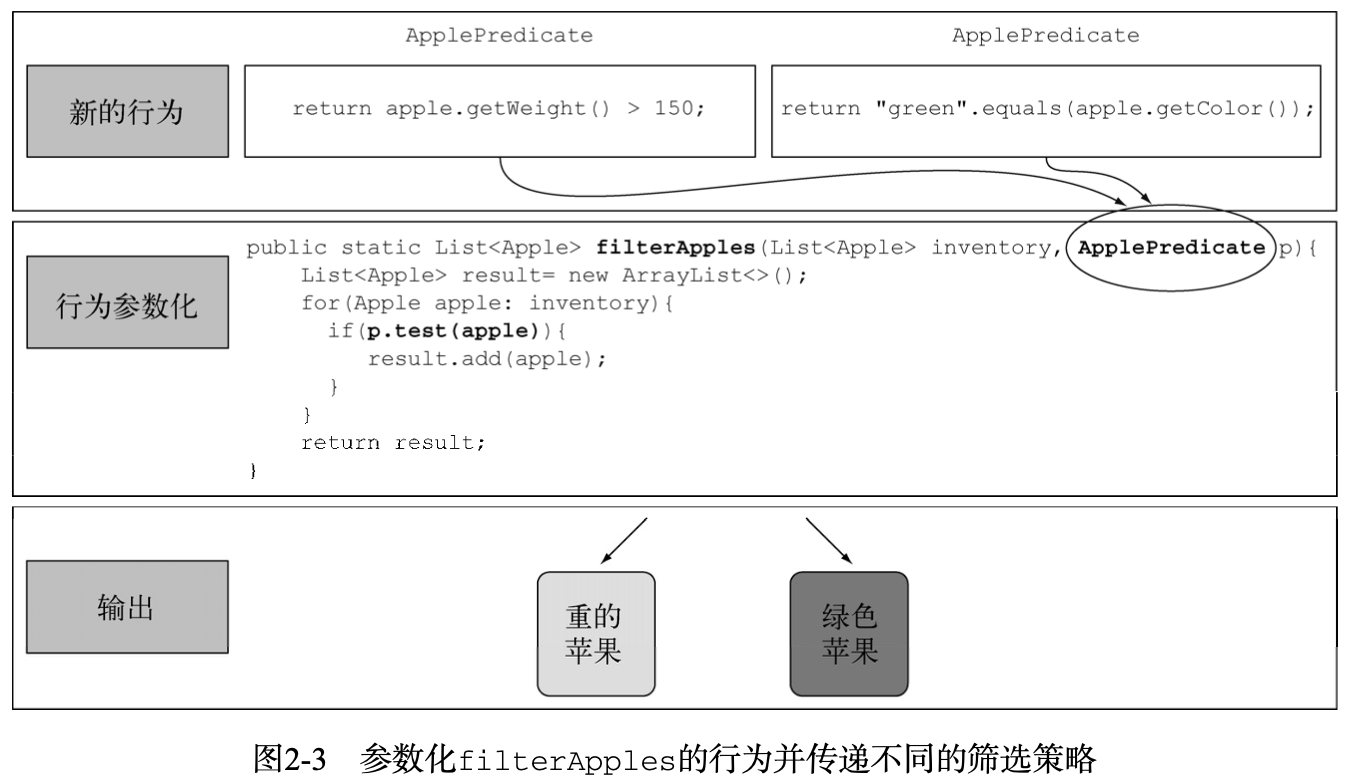 ApplePredicate
ApplePredicate
新的行为
return apple.getWeight() > 150;
return "green".equals(apple.getColor());
行为参数化
public static List<Apple> filterApples(List<Apple> inventory, ApplePredicate p){
    List<Apple> result= new ArrayList<>();
    for(Apple apple: inventory){
      if(p.test(apple)){
         result.add(apple);
      }
    }
    return result;
}
输出
重的
苹果
绿色
苹果
图2-3 参数化filterApples的行为并传递不同的筛选策略